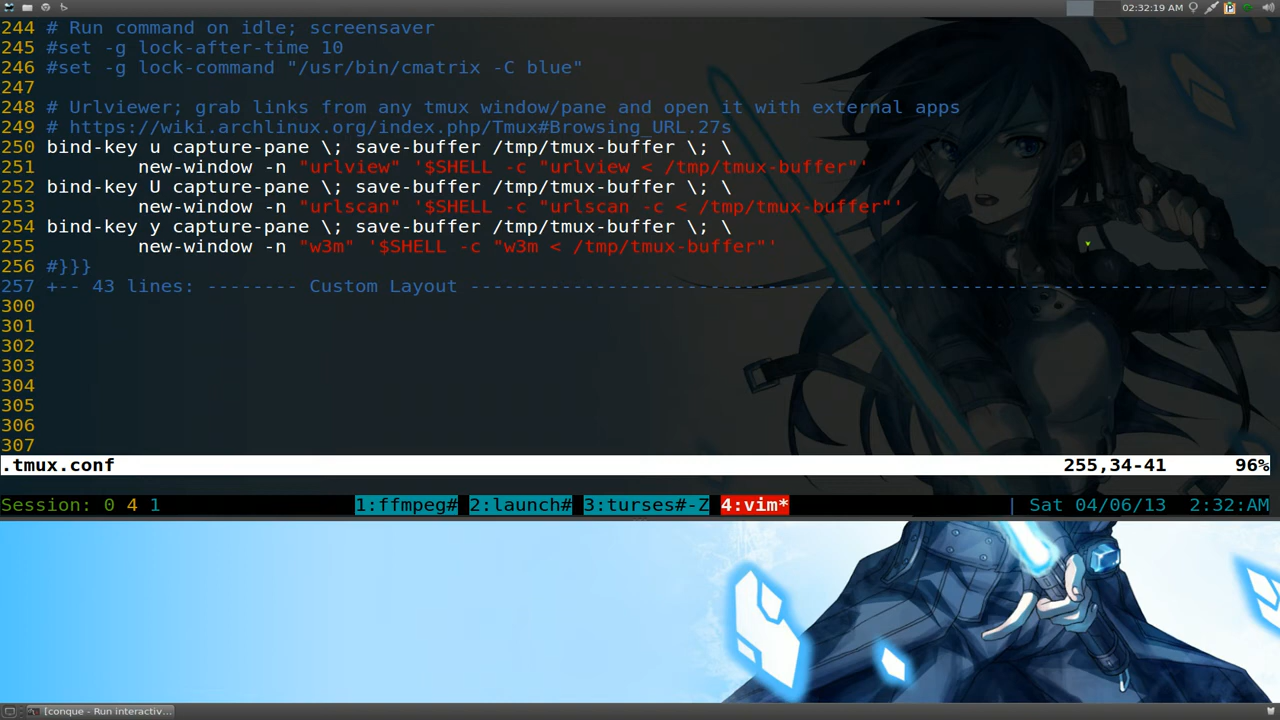 02:32:19 AM
244 # Run command on idle; screensaver
245 #set -g lock-after-time 10
246 #set -g lock-command "/usr/bin/cmatrix -C blue"
247
248 # Urlviewer; grab links from any tmux window/pane and open it with external apps
249 # https://wiki.archlinux.org/index.php/Tmux#Browsing_URL.27s
250 bind-key u capture-pane \; save-buffer /tmp/tmux-buffer \; \
251         new-window -n "urlview" '$SHELL -c "urlview < /tmp/tmux-buffer"'
252 bind-key U capture-pane \; save-buffer /tmp/tmux-buffer \; \
253         new-window -n "urlscan" '$SHELL -c "urlscan -c < /tmp/tmux-buffer"'
254 bind-key y capture-pane \; save-buffer /tmp/tmux-buffer \; \
255         new-window -n "w3m" '$SHELL -c "w3m < /tmp/tmux-buffer"'
256 #}}}
257 +-- 43 lines: -------- Custom Layout ----------------------------------------------------------------------
300
301
302
303
304
305
306
307
.tmux.conf 255,34-41 96%
Session: 0 4 1 1:ffmpeg# 2:launch# 3:turses#-Z 4:vim* | Sat 04/06/13 2:32:AM
[conque - Run interactiv...